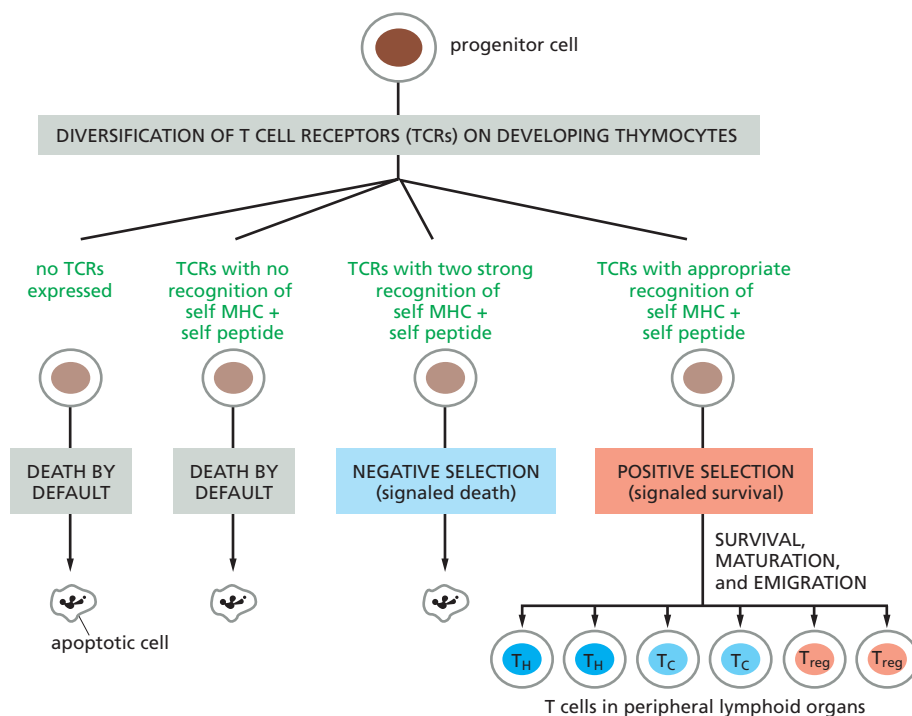 progenitor cell
DIVERSIFICATION OF T CELL RECEPTORS (TCRs) ON DEVELOPING THYMOCYTES
no TCRs
expressed
TCRs with no
recognition of
self MHC +
self peptide
TCRs with two strong
recognition of
self MHC +
self peptide
TCRs with appropriate
recognition of
self MHC +
self peptide
DEATH BY
DEFAULT
DEATH BY
DEFAULT
NEGATIVE SELECTION
(signaled death)
POSITIVE SELECTION
(signaled survival)
SURVIVAL,
MATURATION,
and EMIGRATION
apoptotic cell
TH
TH
TC
TC
Treg
Treg
T cells in peripheral lymphoid organs